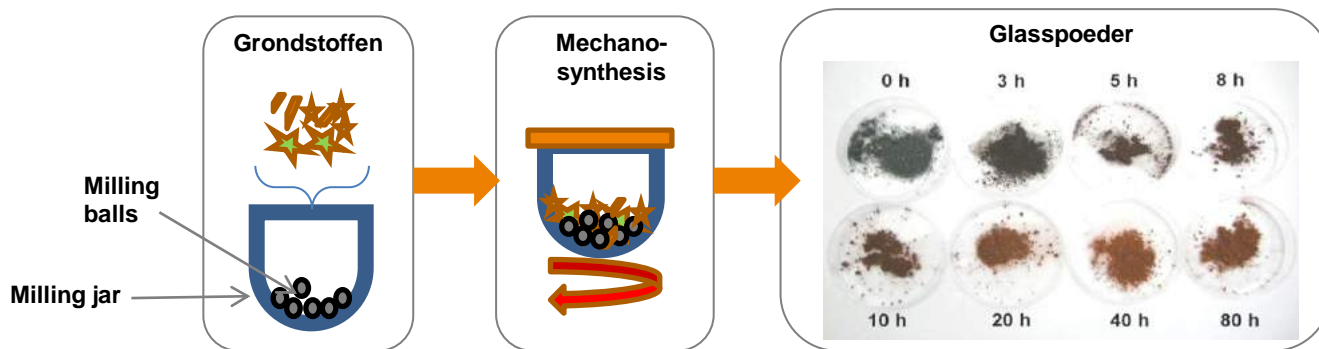 Grondstoffen
Milling
balls
Milling jar
Mechano-
synthesis
Glasspoeder
0 h 3 h 5 h 8 h
10 h 20 h 40 h 80 h